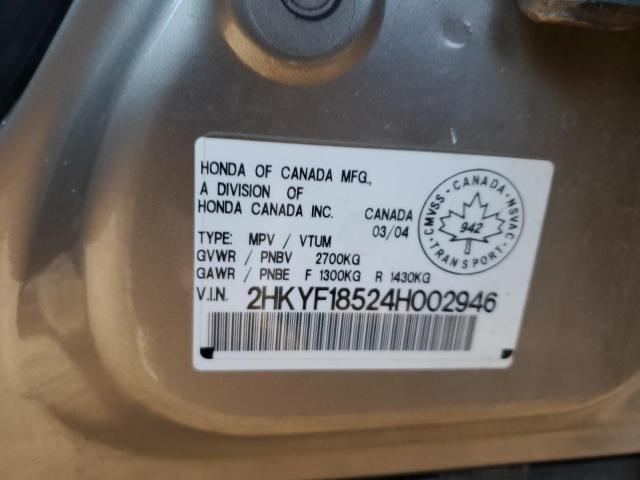 HONDA OF CANADA MFG.,
A DIVISION OF
HONDA CANADA INC.
CANADA
03/04
TYPE: MPV / VTUM
GVWR / PNBV 2700KG
GAWR / PNBE F 1300KG R 1430KG
V.I.N. 2HKYF18524H002946
CMVSS - CANADA - NSVAC
942
TRANSPORT